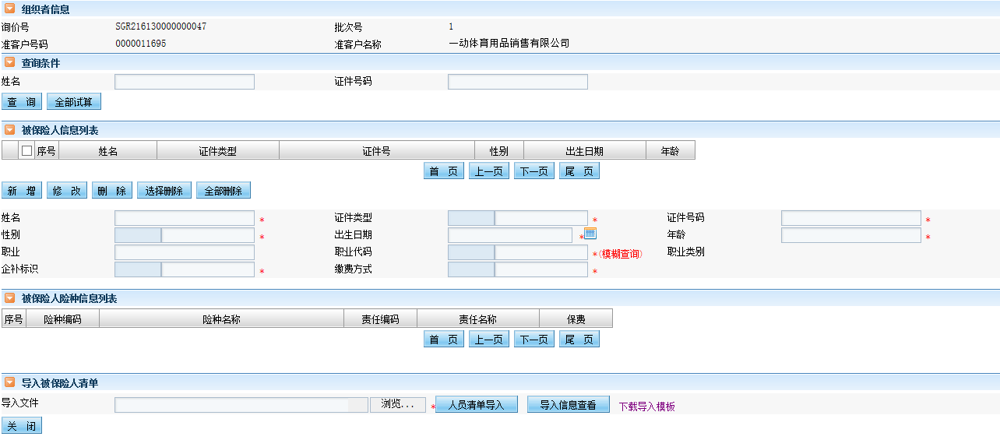 组织者信息
询价号 SGR216130000000047 批次号 1
准客户号码 0000011695 准客户名称 一动体育用品销售有限公司
查询条件
姓名 证件号码
查 询 全部试算
被保险人信息列表
序号 姓名 证件类型 证件号 性别 出生日期 年龄
首 页 上一页 下一页 尾 页
新 增 修 改 删 除 选择删除 全部删除
姓名 * 证件类型 * 证件号码 *
性别 * 出生日期 * 年龄 *
职业 职业代码 *(模糊查询) 职业类别
企补标识 * 缴费方式 *
被保险人险种信息列表
序号 险种编码 险种名称 责任编码 责任名称 保费
首 页 上一页 下一页 尾 页
导入被保险人清单
导入文件 浏览... * 人员清单导入 导入信息查看 下载导入模板
关 闭